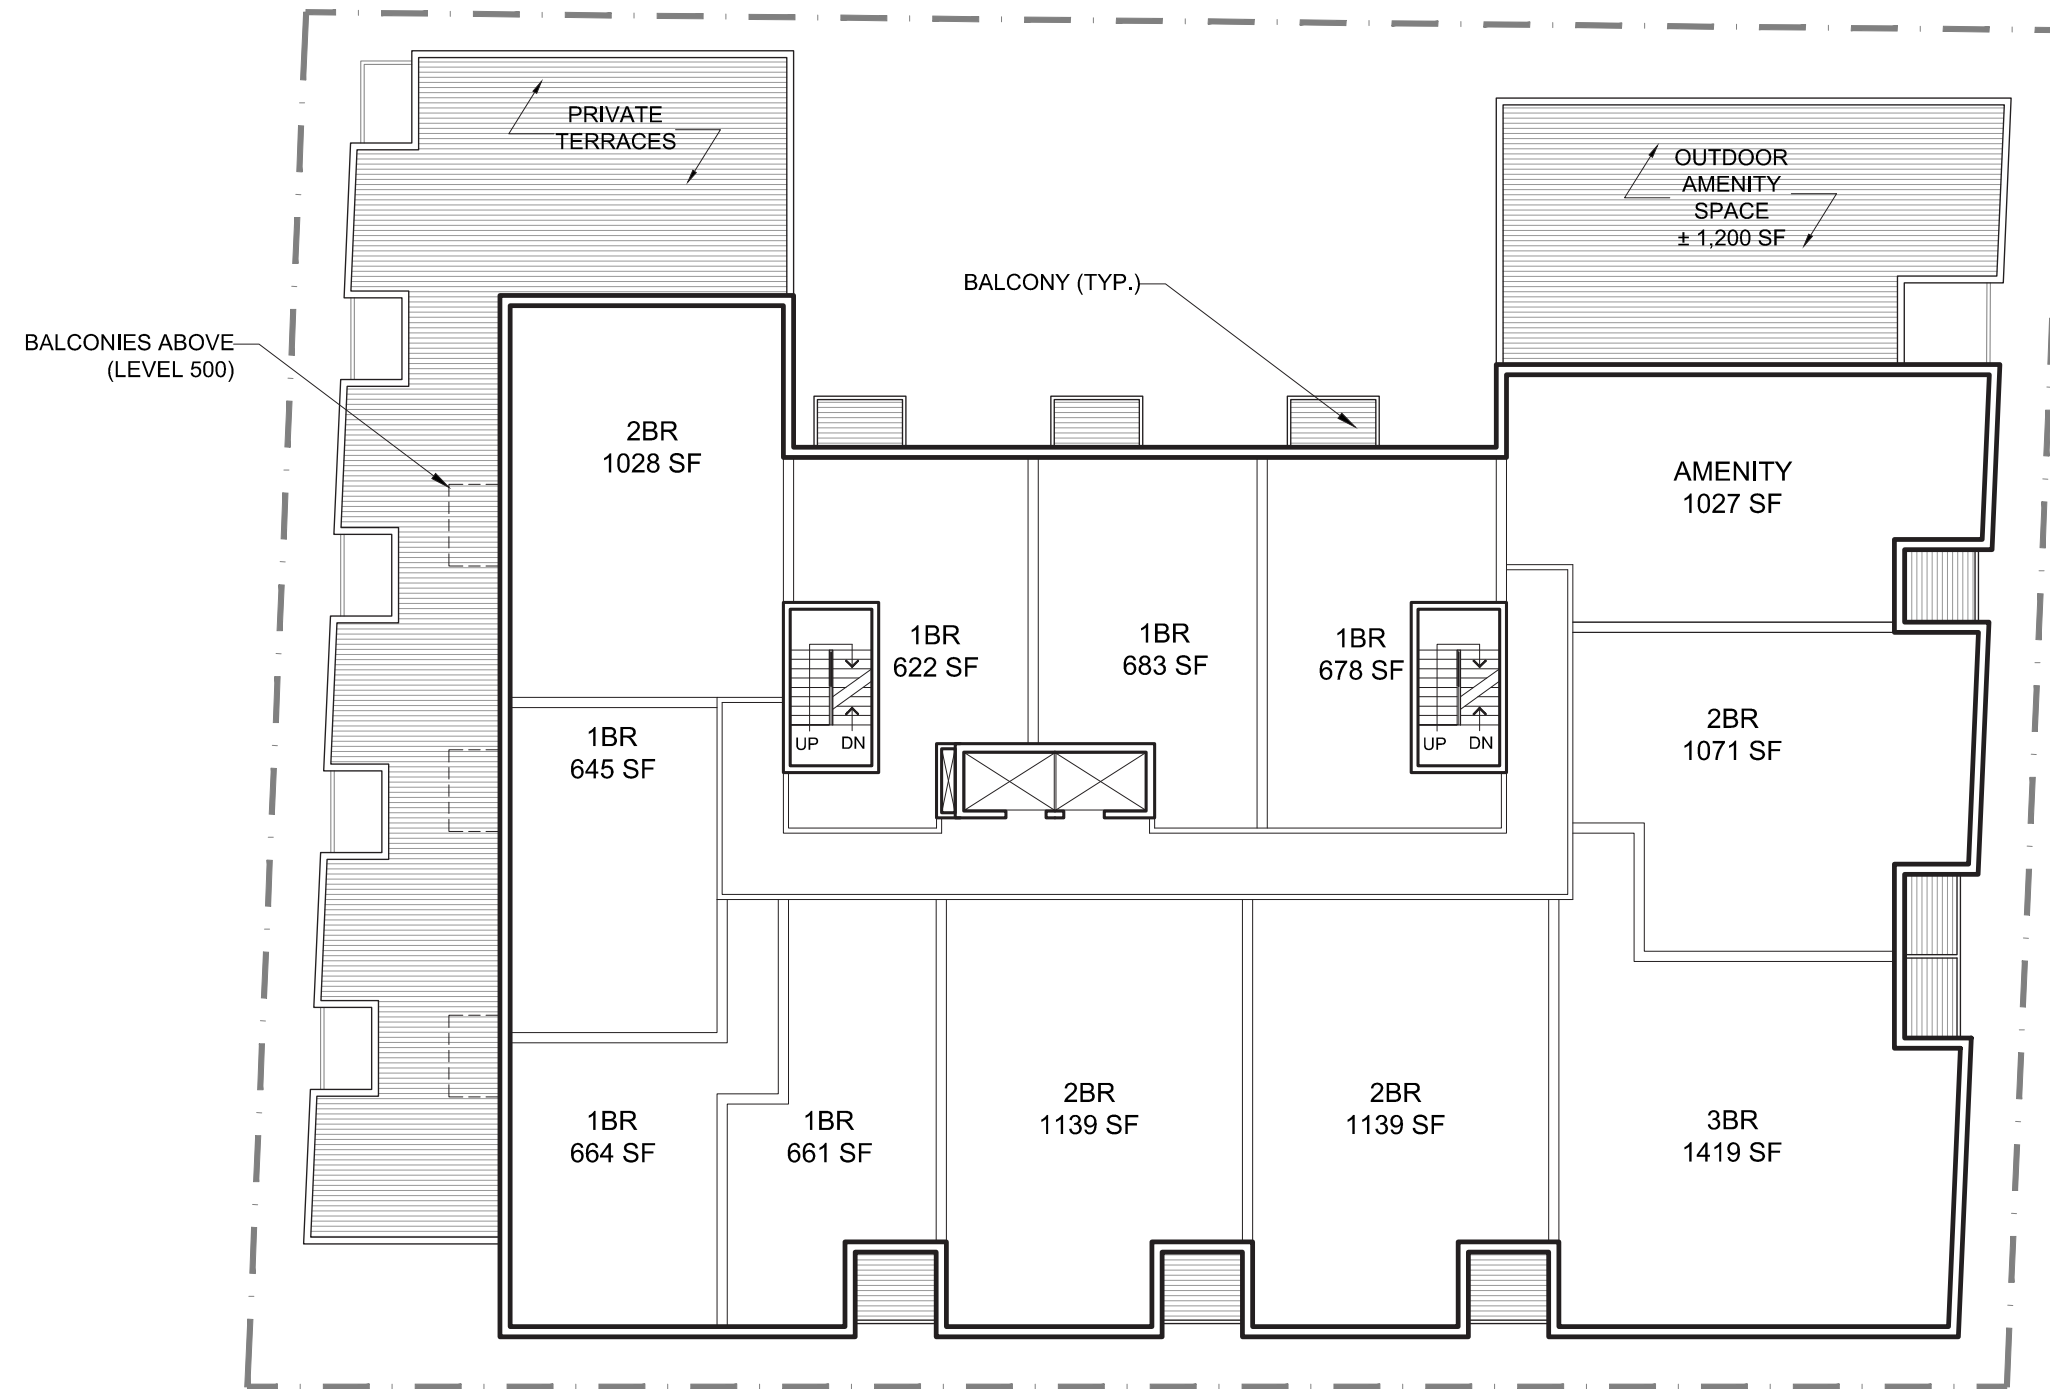 PRIVATE
TERRACES
OUTDOOR
AMENITY
SPACE
± 1,200 SF
BALCONY (TYP.)
BALCONIES ABOVE
(LEVEL 500)
2BR
1028 SF
AMENITY
1027 SF
1BR
622 SF
1BR
683 SF
1BR
678 SF
UP DN
UP DN
1BR
645 SF
2BR
1071 SF
1BR
664 SF
1BR
661 SF
2BR
1139 SF
2BR
1139 SF
3BR
1419 SF